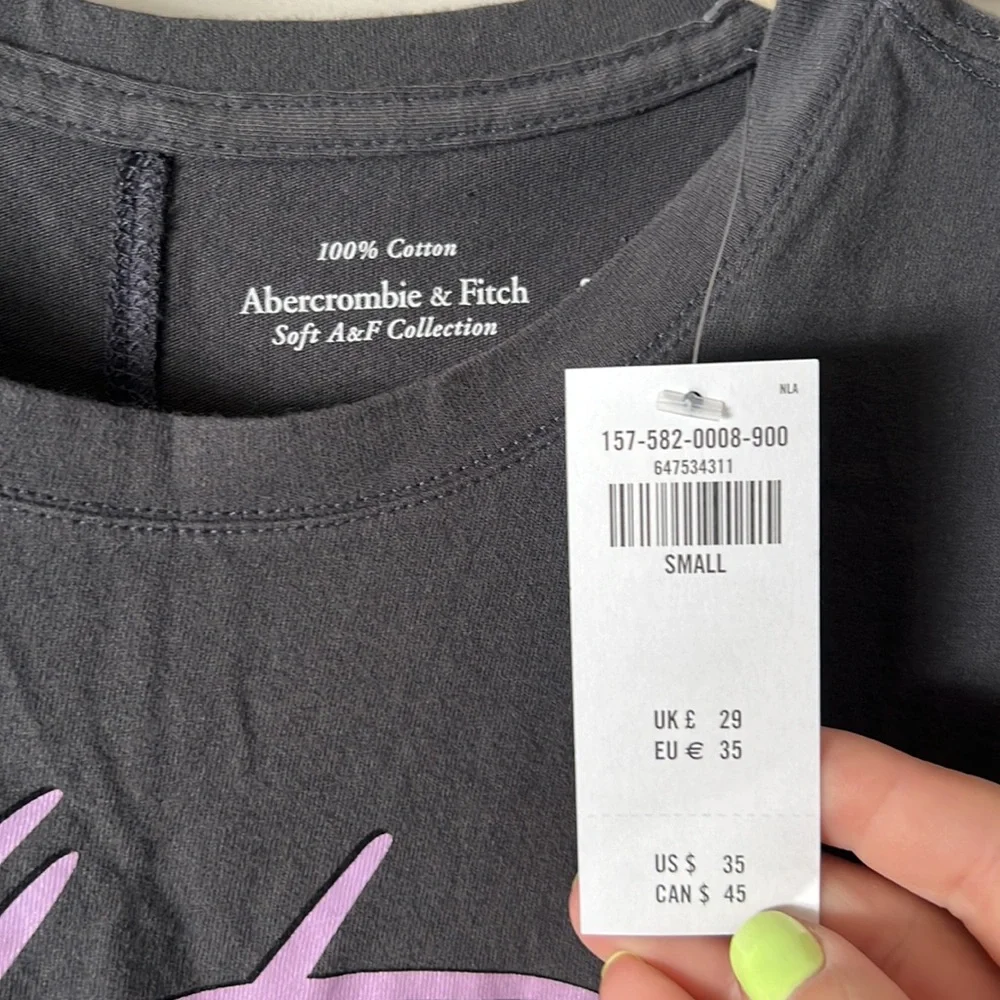 100% Cotton
Abercrombie & Fitch
Soft A&F Collection
NLA
157-582-0008-900
647534311
SMALL
UK £ 29
EU € 35
US $ 35
CAN $ 45